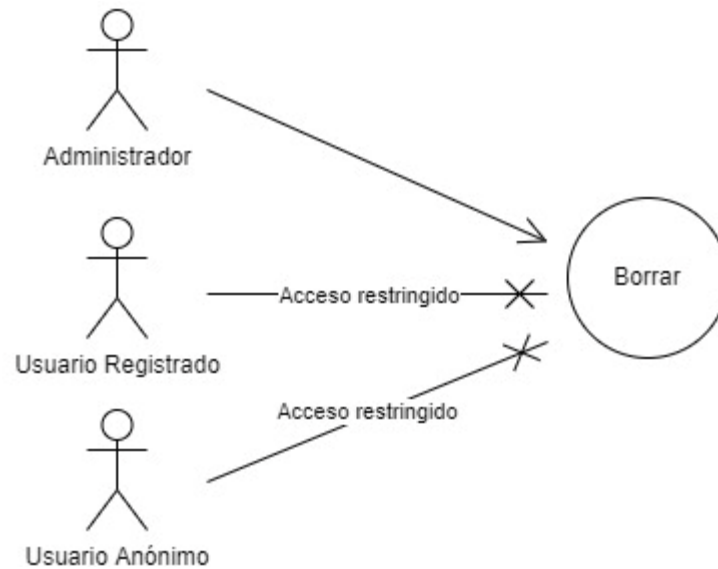 Administrador
Borrar
Acceso restringido
Usuario Registrado
Acceso restringido
Usuario Anónimo